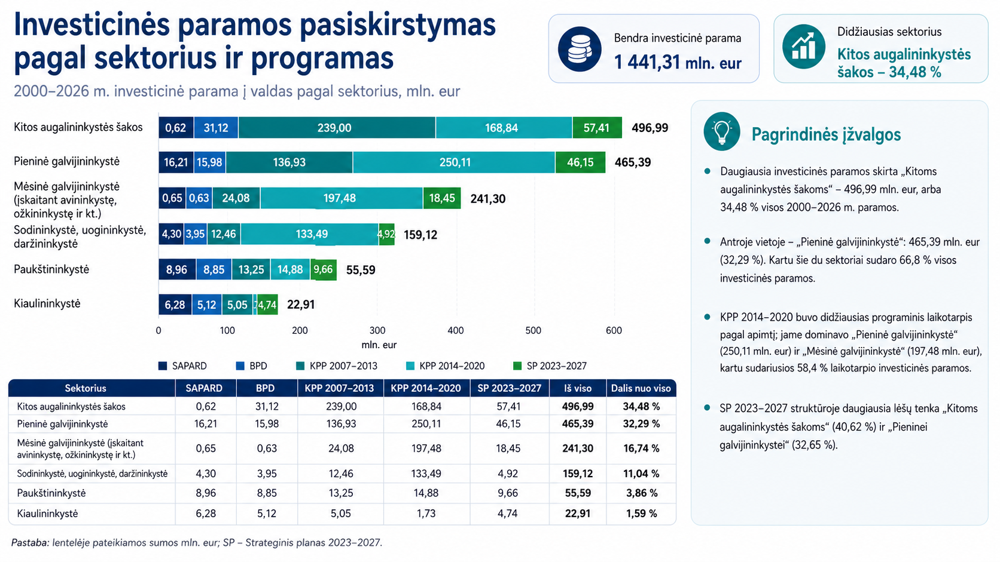 Investicinės paramos pasiskirstymas
pagal sektorius ir programas
2000–2026 m. investicinė parama į valdas pagal sektorius, mln. eur
Bendra investicinė parama
1 441,31 mln. eur
Didžiausias sektorius
Kitos augalininkystės
šakos – 34,48 %
Kitos augalininkystės šakos 0,62 31,12 239,00 168,84 57,41 496,99
Pieninė galvijininkystė 16,21 15,98 136,93 250,11 46,15 465,39
Mėsinė galvijininkystė
(įskaitant avininkystę,
ožkininkystę ir kt.)
0,65 0,63 24,08 197,48 18,45 241,30
Sodininkystė, uogininkystė,
daržininkystė
4,30 3,95 12,46 133,49 4,92 159,12
Paukštininkystė 8,96 8,85 13,25 14,88 9,66 55,59
Kiaulininkystė 6,28 5,12 5,05 4,74 22,91
0 100 200 300 400 500 600
mln. eur
SAPARD BPD KPP 2007–2013 KPP 2014–2020 SP 2023–2027
Sektorius SAPARD BPD KPP 2007–2013 KPP 2014–2020 SP 2023–2027 Iš viso Dalis nuo viso
Kitos augalininkystės šakos 0,62 31,12 239,00 168,84 57,41 496,99 34,48 %
Pieninė galvijininkystė 16,21 15,98 136,93 250,11 46,15 465,39 32,29 %
Mėsinė galvijininkystė (įskaitant
avininkystę, ožkininkystę ir kt.)
0,65 0,63 24,08 197,48 18,45 241,30 16,74 %
Sodininkystė, uogininkystė, daržininkystė 4,30 3,95 12,46 133,49 4,92 159,12 11,04 %
Paukštininkystė 8,96 8,85 13,25 14,88 9,66 55,59 3,86 %
Kiaulininkystė 6,28 5,12 5,05 1,73 4,74 22,91 1,59 %
Pastaba: lentelėje pateikiamos sumos mln. eur; SP – Strateginis planas 2023–2027.
Pagrindinės įžvalgos
Daugiausia investicinės paramos skirta „Kitoms
augalininkystės šakoms“ – 496,99 mln. eur, arba
34,48 % visos 2000–2026 m. paramos.
Antroje vietoje – „Pieninė galvijininkystė“: 465,39 mln. eur
(32,29 %). Kartu šie du sektoriai sudaro 66,8 % visos
investicinės paramos.
KPP 2014–2020 buvo didžiausias programinis laikotarpis
pagal apimtį; jame dominavo „Pieninė galvijininkystė“
(250,11 mln. eur) ir „Mėsinė galvijininkystė“ (197,48 mln. eur),
kartu sudariusios 58,4 % laikotarpio investicinės paramos.
SP 2023–2027 struktūroje daugiausia lėšų tenka „Kitoms
augalininkystės šakoms“ (40,62 %) ir „Pieninei
galvijininkystei“ (32,65 %).